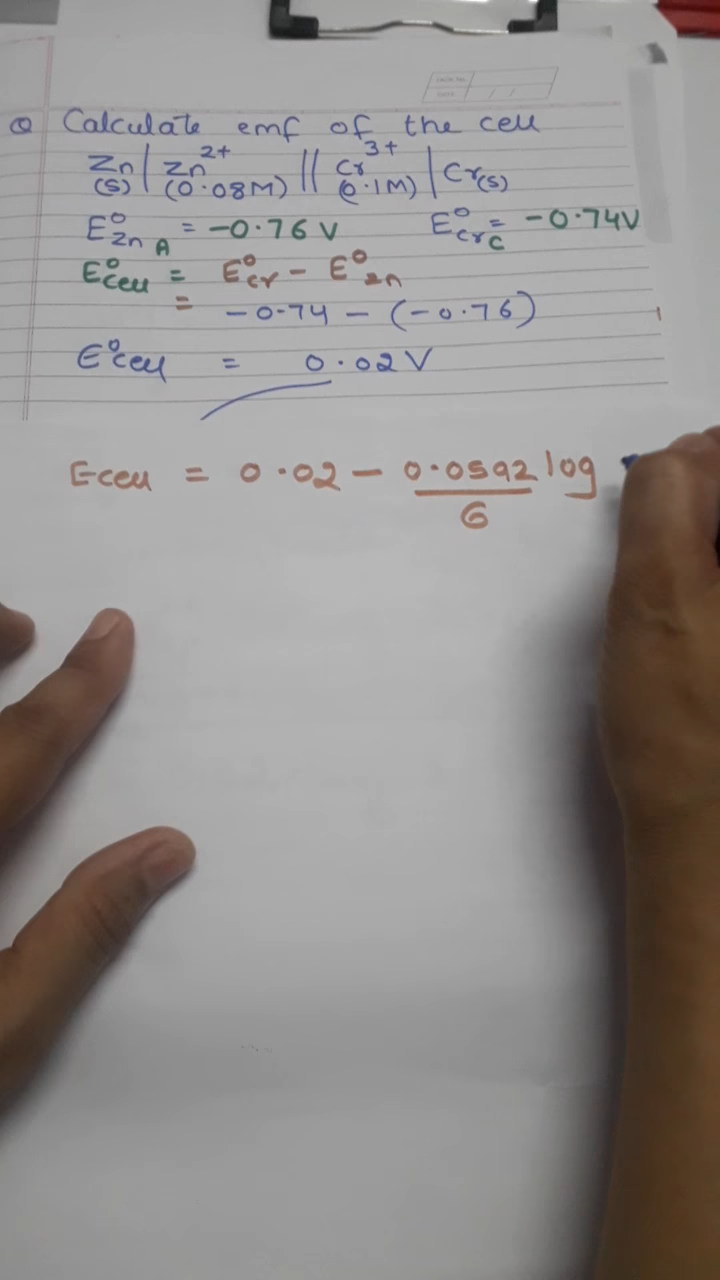 Q Calculate emf of the cell
Zn(s) | Zn²⁺ (0.08M) || Cr³⁺ (0.1M) | Cr(s)
E°Zn A = -0.76 V E°Cr C = -0.74V
E°cell = E°Cr - E°Zn
= -0.74 - (-0.76)
E°cell = 0.02 V
Ecell = 0.02 - 0.0592/6 log